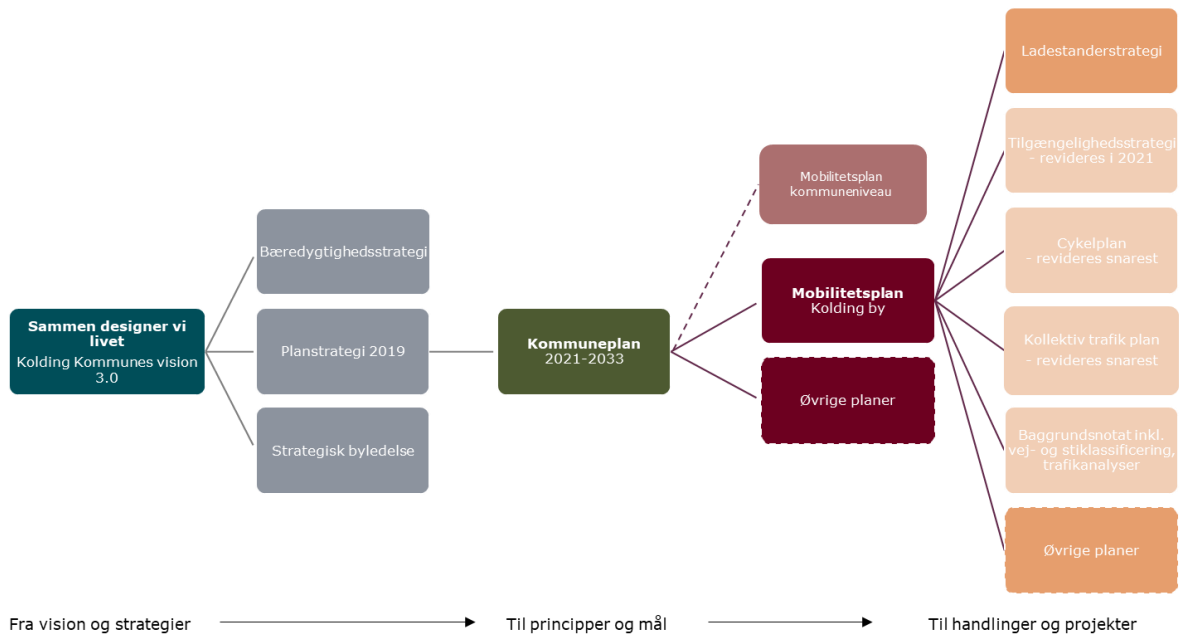 Sammen designer vi
livet
Kolding Kommunes vision
3.0
Bæredygtighedsstrategi
Planstrategi 2019
Strategisk byledelse
Kommuneplan
2021-2033
Mobilitetsplan
kommuneniveau
Mobilitetsplan
Kolding by
Øvrige planer
Ladestanderstrategi
Tilgængelighedsstrategi
- revideres i 2021
Cykelplan
- revideres snarest
Kollektiv trafik plan
- revideres snarest
Baggrundsnotat inkl.
vej- og stiklassificering,
trafikanalyser
Øvrige planer
Fra vision og strategier
Til principper og mål
Til handlinger og projekter